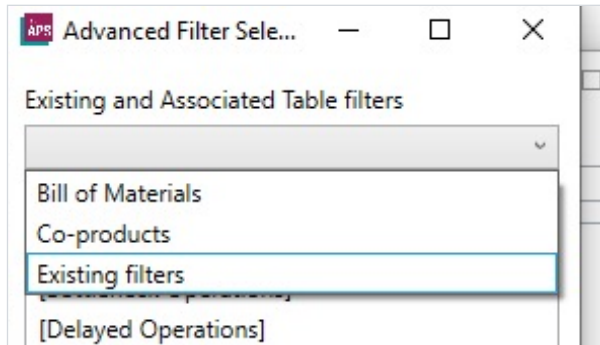 APS Advanced Filter Sele...
Existing and Associated Table filters
Bill of Materials
Co-products
Existing filters
[Delayed Operations]